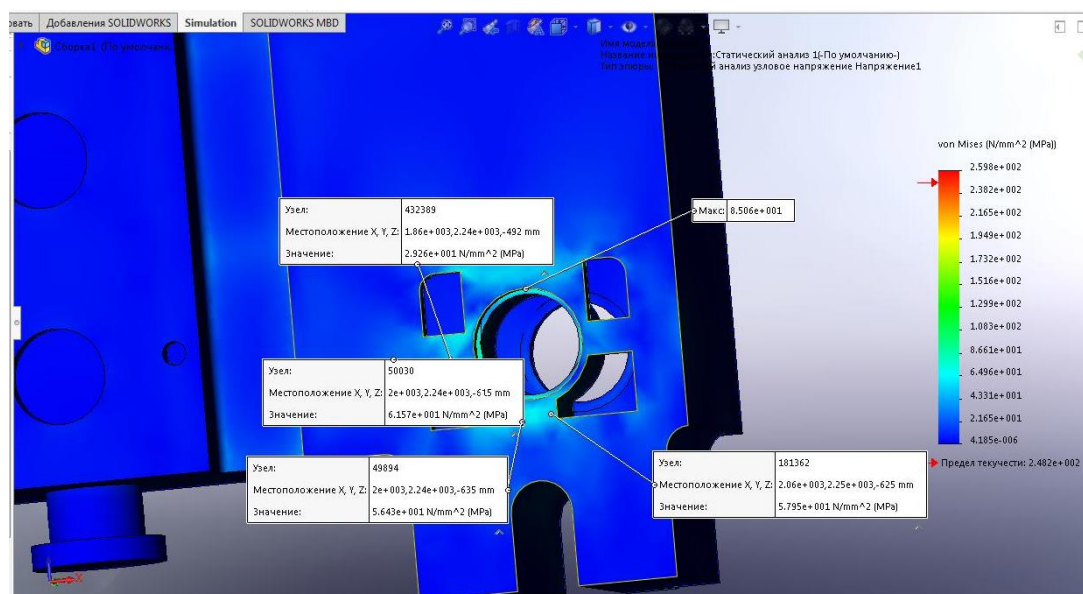 овать Добавления SOLIDWORKS Simulation SOLIDWORKS MBD
Сборка1 (По умолчани
Имя модел
Название :Статический анализ 1(-По умолчанию-)
Тип эпюры: анализ узловое напряжение Напряжение1
von Mises (N/mm^2 (MPa))
2.598e+002
2.382e+002
2.165e+002
1.949e+002
1.732e+002
1.516e+002
1.299e+002
1.083e+002
8.661e+001
6.496e+001
4.331e+001
2.165e+001
4.185e-006
Предел текучести: 2.482e+002
Макс: 8.506e+001
Узел: 432389
Местоположение X, Y, Z: 1.86e+003,2.24e+003,-492 mm
Значение: 2.926e+001 N/mm^2 (MPa)
Узел: 50030
Местоположение X, Y, Z: 2e+003,2.24e+003,-615 mm
Значение: 6.157e+001 N/mm^2 (MPa)
Узел: 49894
Местоположение X, Y, Z: 2e+003,2.24e+003,-635 mm
Значение: 5.643e+001 N/mm^2 (MPa)
Узел: 181362
Местоположение X, Y, Z: 2.06e+003,2.25e+003,-625 mm
Значение: 5.795e+001 N/mm^2 (MPa)
X